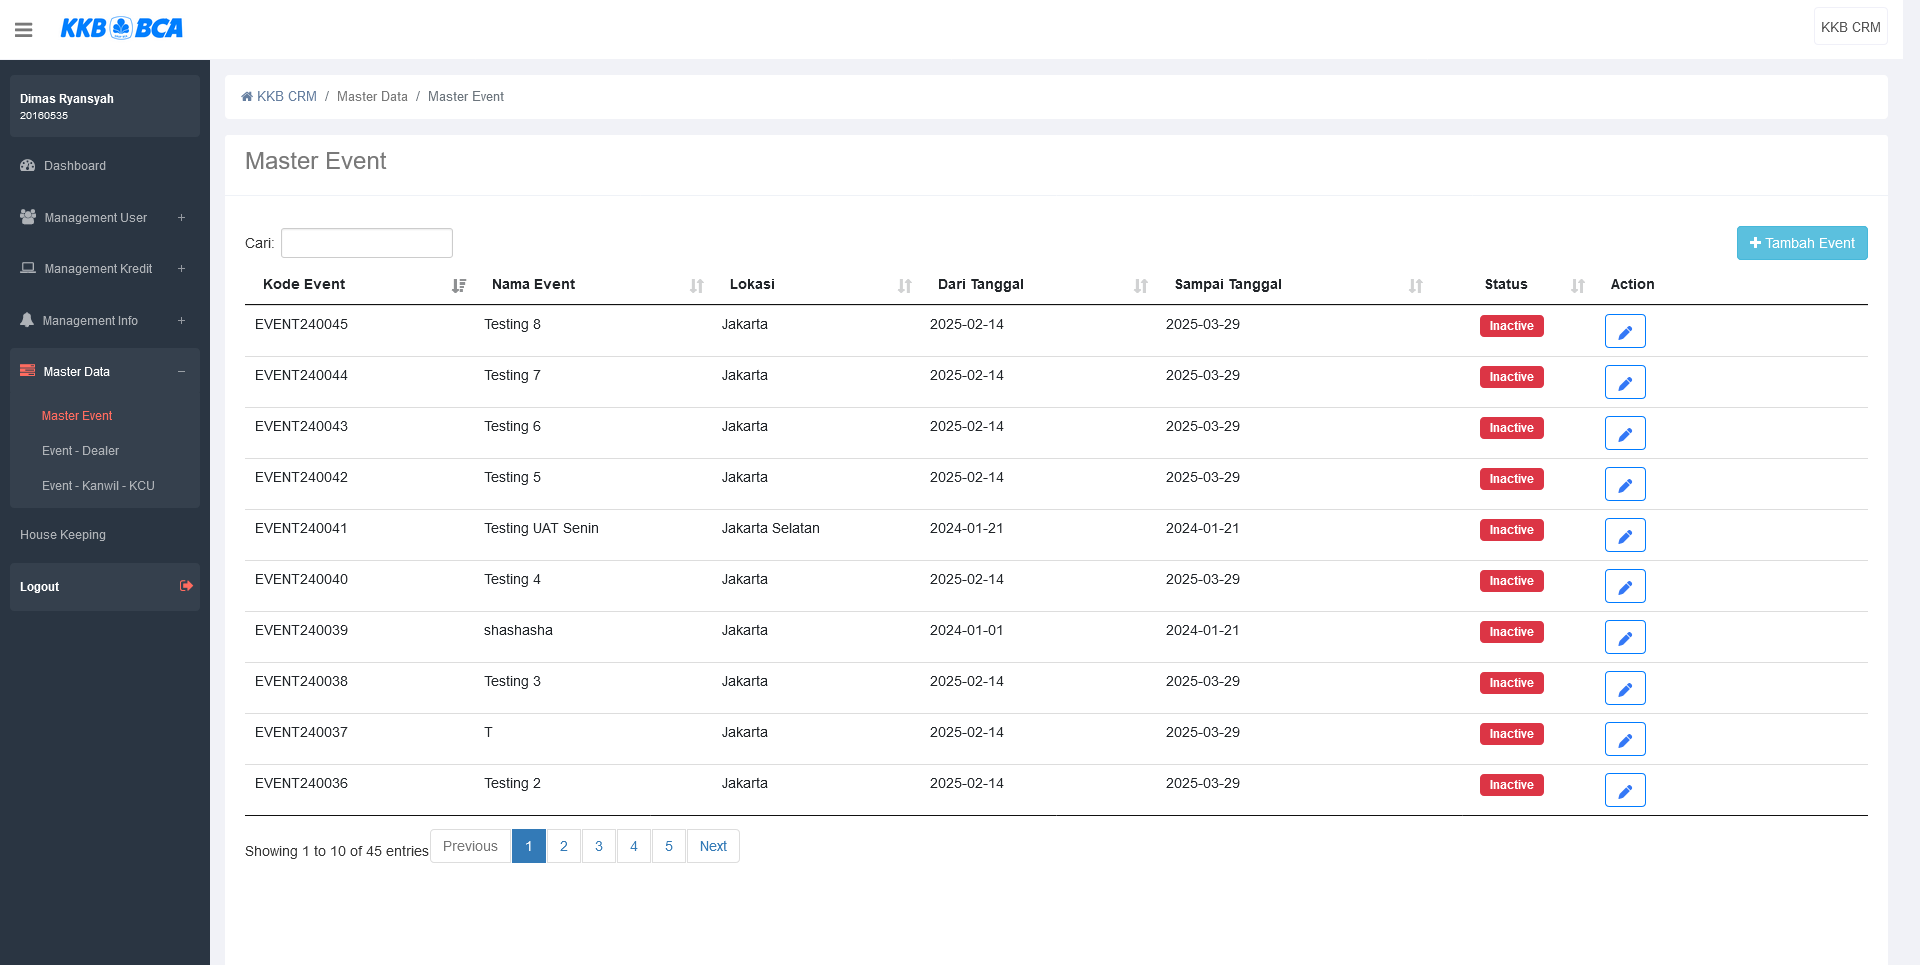 KKB BCA
KKB CRM
Dimas Ryansyah
20160535
Dashboard
Management User +
Management Kredit +
Management Info +
Master Data −
Master Event
Event - Dealer
Event - Kanwil - KCU
House Keeping
Logout
KKB CRM / Master Data / Master Event
Master Event
Cari:
Tambah Event
Kode Event Nama Event Lokasi Dari Tanggal Sampai Tanggal Status Action
EVENT240045 Testing 8 Jakarta 2025-02-14 2025-03-29 Inactive
EVENT240044 Testing 7 Jakarta 2025-02-14 2025-03-29 Inactive
EVENT240043 Testing 6 Jakarta 2025-02-14 2025-03-29 Inactive
EVENT240042 Testing 5 Jakarta 2025-02-14 2025-03-29 Inactive
EVENT240041 Testing UAT Senin Jakarta Selatan 2024-01-21 2024-01-21 Inactive
EVENT240040 Testing 4 Jakarta 2025-02-14 2025-03-29 Inactive
EVENT240039 shashasha Jakarta 2024-01-01 2024-01-21 Inactive
EVENT240038 Testing 3 Jakarta 2025-02-14 2025-03-29 Inactive
EVENT240037 T Jakarta 2025-02-14 2025-03-29 Inactive
EVENT240036 Testing 2 Jakarta 2025-02-14 2025-03-29 Inactive
Showing 1 to 10 of 45 entries Previous 1 2 3 4 5 Next